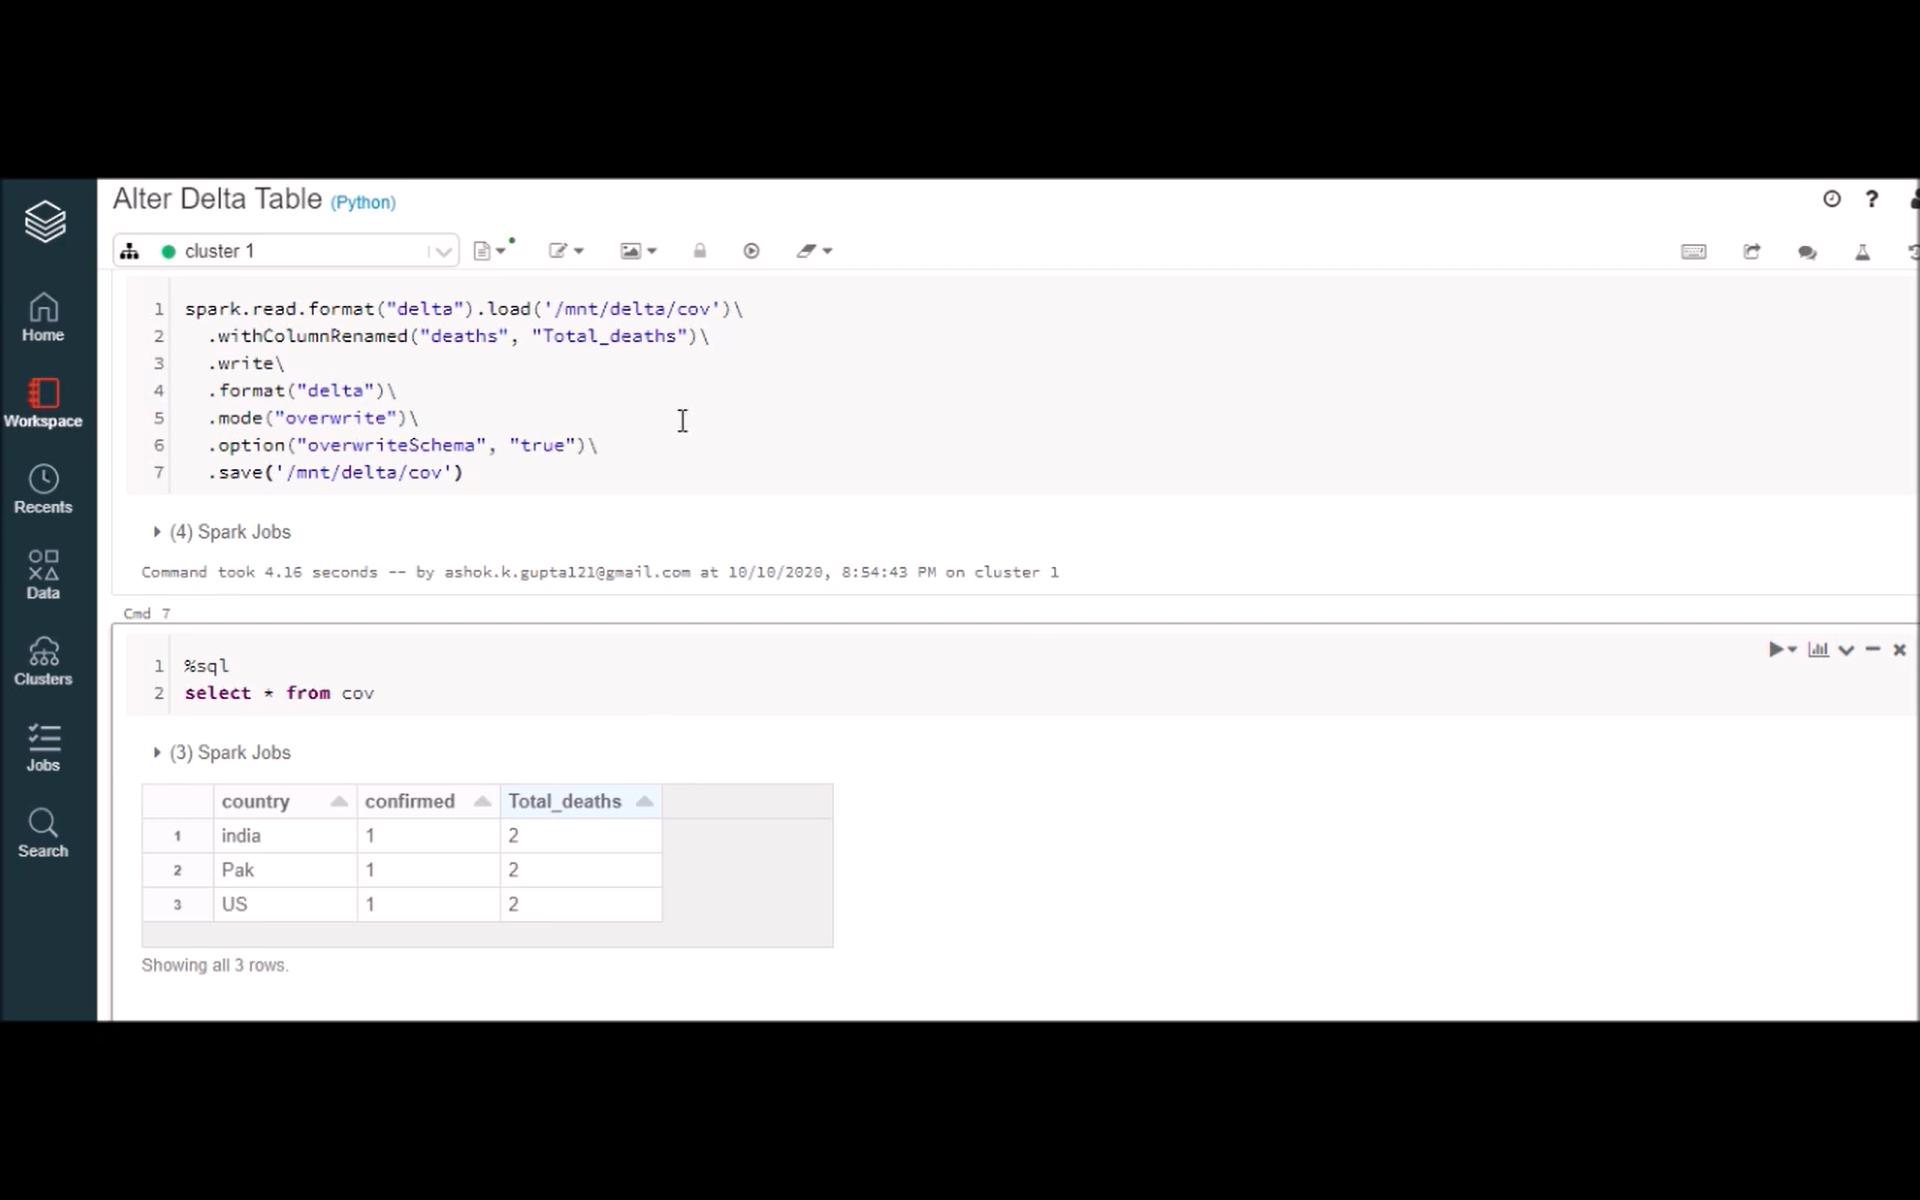 Alter Delta Table (Python)
?
cluster 1
Home
Workspace
Recents
Data
Clusters
Jobs
Search
1 spark.read.format("delta").load('/mnt/delta/cov')\
2 .withColumnRenamed("deaths", "Total_deaths")\
3 .write\
4 .format("delta")\
5 .mode("overwrite")\
6 .option("overwriteSchema", "true")\
7 .save('/mnt/delta/cov')
(4) Spark Jobs
Command took 4.16 seconds -- by ashok.k.gupta121@gmail.com at 10/10/2020, 8:54:43 PM on cluster 1
Cmd 7
1 %sql
2 select * from cov
(3) Spark Jobs
country confirmed Total_deaths
1 india 1 2
2 Pak 1 2
3 US 1 2
Showing all 3 rows.